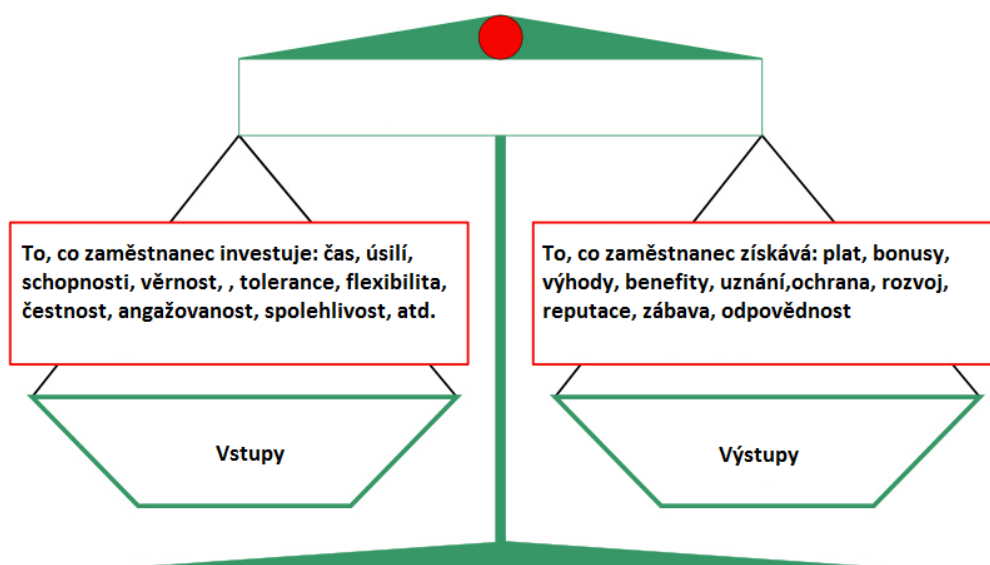 To, co zaměstnanec investuje: čas, úsilí,
schopnosti, věrnost, , tolerance, flexibilita,
čestnost, angažovanost, spolehlivost, atd.
To, co zaměstnanec získává: plat, bonusy,
výhody, benefity, uznání,ochrana, rozvoj,
reputace, zábava, odpovědnost
Vstupy
Výstupy